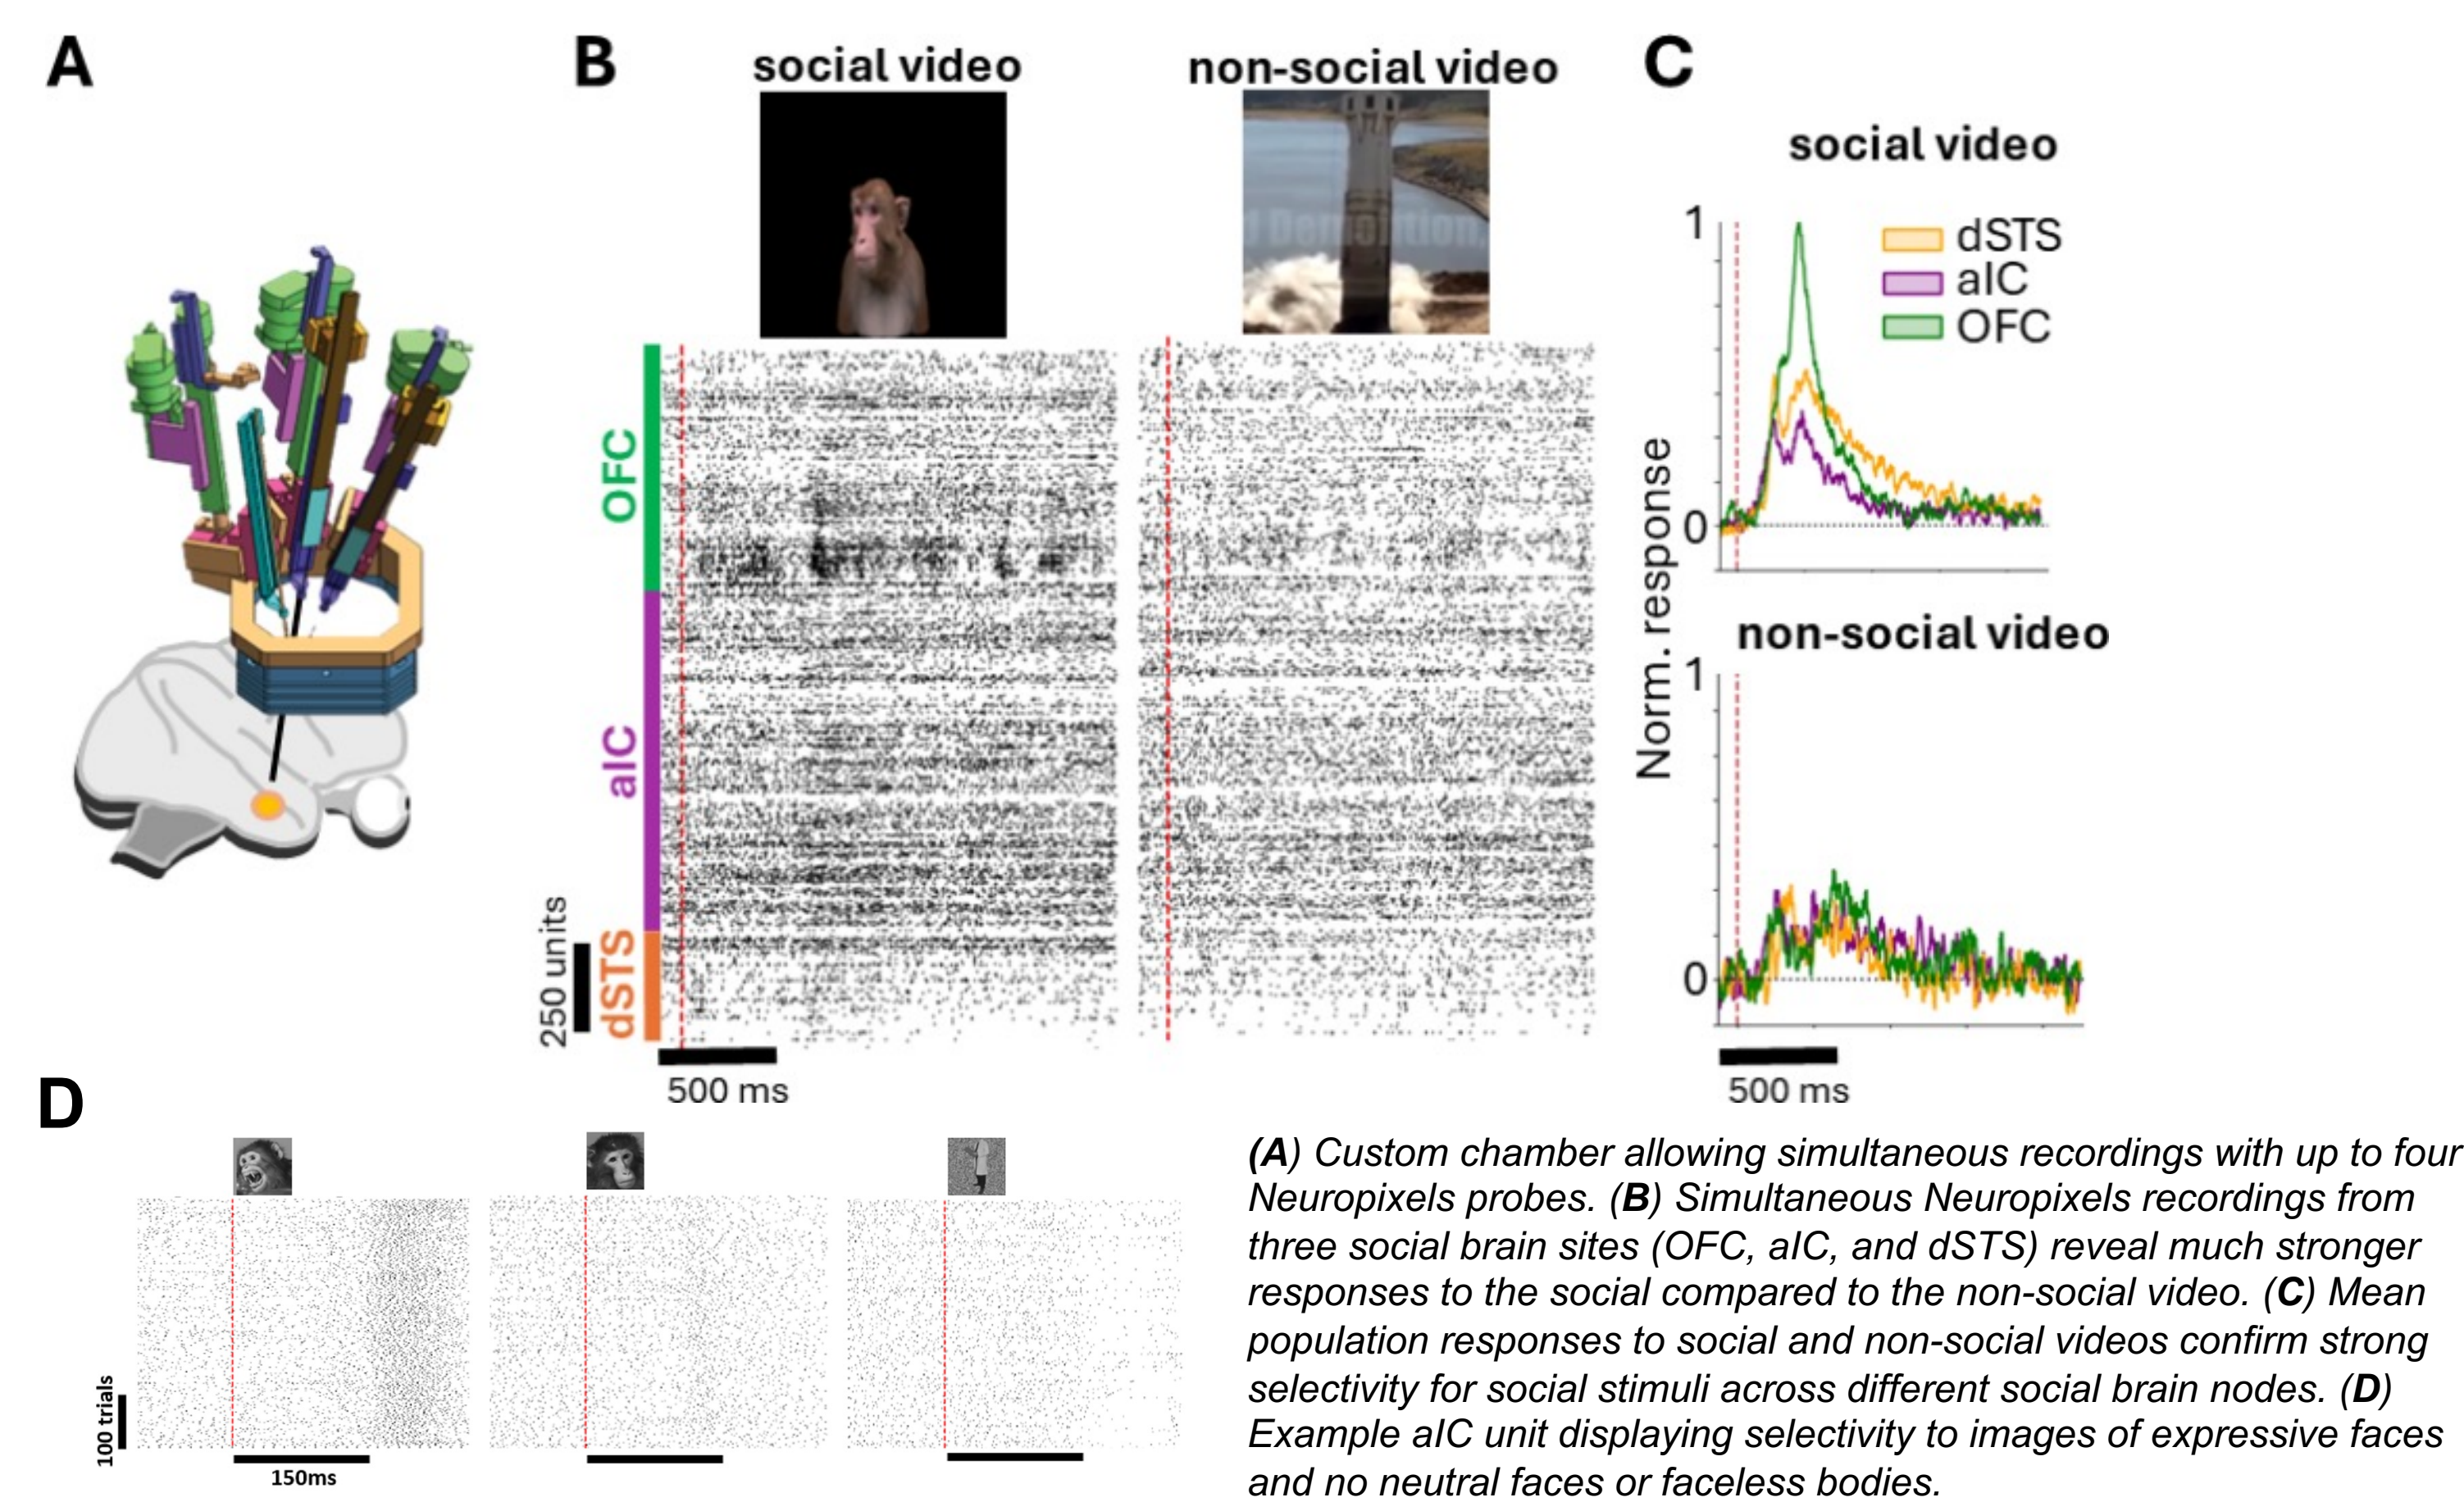 A
B
social video
non-social video
C
social video
1
dSTS
aIC
OFC
0
Norm. response
non-social video
1
0
500 ms
OFC
aIC
dSTS
250 units
500 ms
D
100 trials
150ms
(A) Custom chamber allowing simultaneous recordings with up to four
Neuropixels probes. (B) Simultaneous Neuropixels recordings from
three social brain sites (OFC, aIC, and dSTS) reveal much stronger
responses to the social compared to the non-social video. (C) Mean
population responses to social and non-social videos confirm strong
selectivity for social stimuli across different social brain nodes. (D)
Example aIC unit displaying selectivity to images of expressive faces
and no neutral faces or faceless bodies.